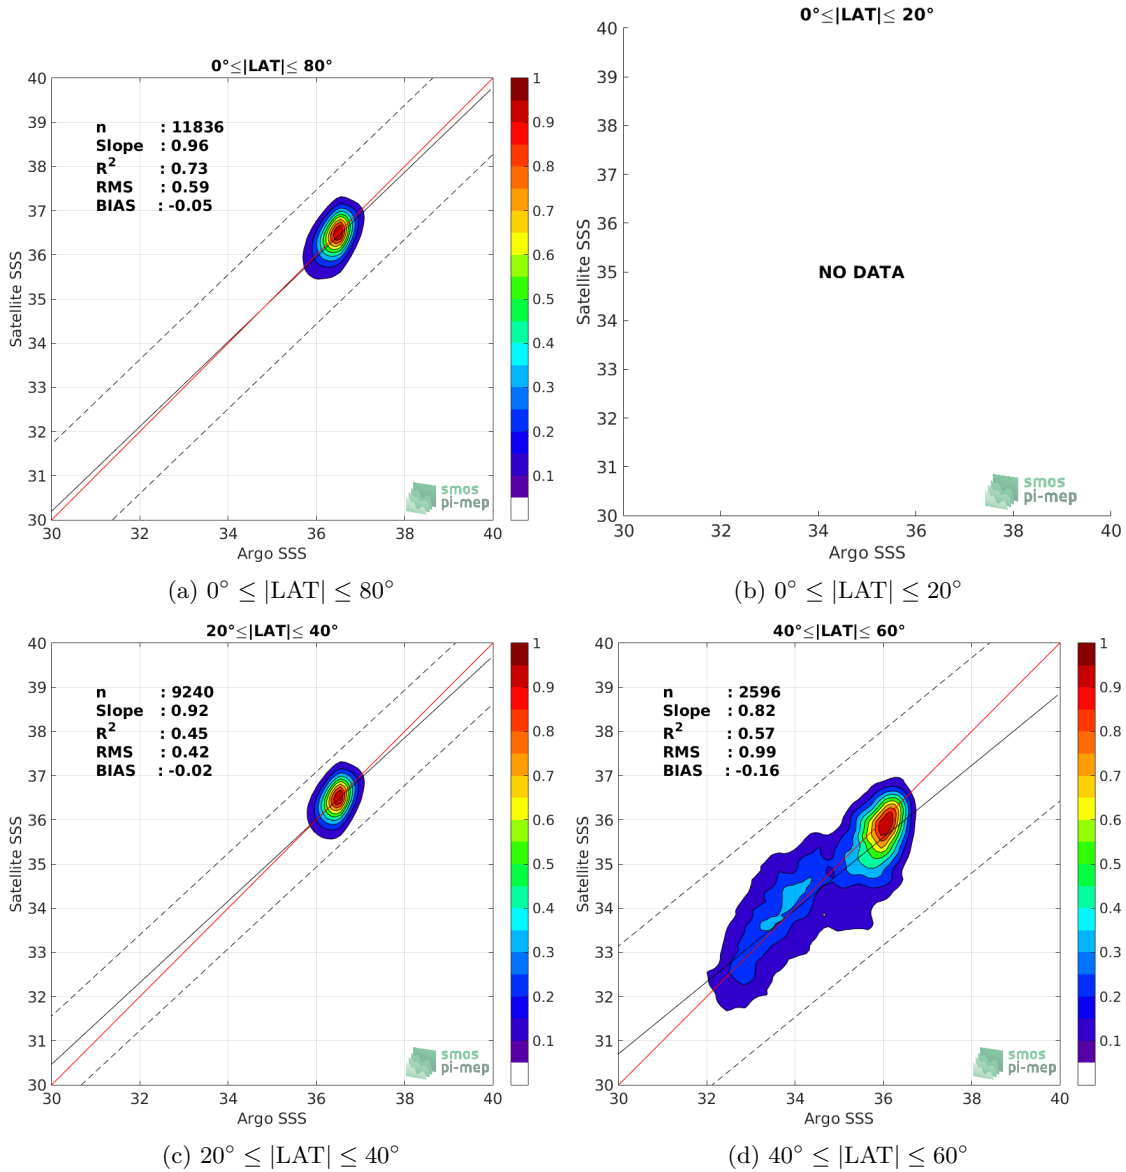 0°≤|LAT|≤ 80°
40
39
38
37
36
35
34
33
32
31
30
Satellite SSS
n : 11836
Slope : 0.96
R² : 0.73
RMS : 0.59
BIAS : -0.05
smos
pi-mep
30 32 34 36 38 40
Argo SSS
1
0.9
0.8
0.7
0.6
0.5
0.4
0.3
0.2
0.1
(a) 0° ≤ |LAT| ≤ 80°
0°≤|LAT|≤ 20°
40
39
38
37
36
35
34
33
32
31
30
Satellite SSS
NO DATA
smos
pi-mep
30 32 34 36 38 40
Argo SSS
(b) 0° ≤ |LAT| ≤ 20°
20°≤|LAT|≤ 40°
40
39
38
37
36
35
34
33
32
31
30
Satellite SSS
n : 9240
Slope : 0.92
R² : 0.45
RMS : 0.42
BIAS : -0.02
smos
pi-mep
30 32 34 36 38 40
Argo SSS
1
0.9
0.8
0.7
0.6
0.5
0.4
0.3
0.2
0.1
(c) 20° ≤ |LAT| ≤ 40°
40°≤|LAT|≤ 60°
40
39
38
37
36
35
34
33
32
31
30
Satellite SSS
n : 2596
Slope : 0.82
R² : 0.57
RMS : 0.99
BIAS : -0.16
smos
pi-mep
30 32 34 36 38 40
Argo SSS
1
0.9
0.8
0.7
0.6
0.5
0.4
0.3
0.2
0.1
(d) 40° ≤ |LAT| ≤ 60°